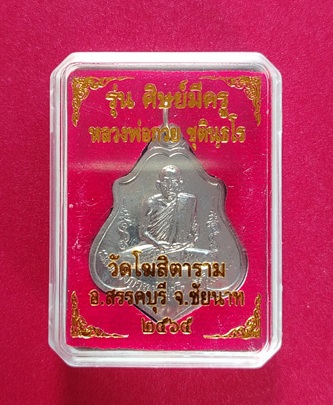 รุ่น ศิษย์มีครู
หลวงพ่อกวย ชุตินฺธโร
วัดโฆสิตาราม
อ.สรรคบุรี จ.ชัยนาท
๒๕๖๔